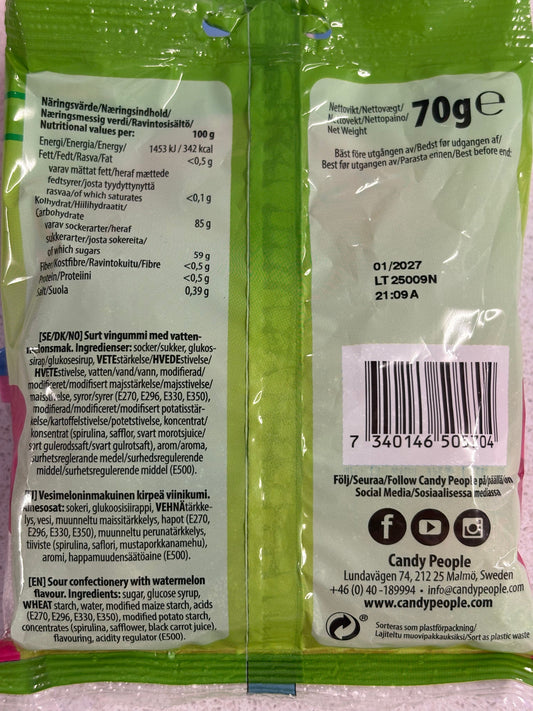 Näringsvärde/Næringsindhold/
Næringsmessig verdi/Ravintosisältö/
Nutritional values per: 100 g
Energi/Energia/Energy/ 1453 kJ / 342 kcal
Fett/Fedt/Rasva/Fat <0,5 g
varav mättat fett/heraf mættede
fedtsyrer/josta tyydyttynyttä
rasvaa/of which saturates <0,1 g
Kolhydrat/Hiilihydraatit/
Carbohydrate 85 g
varav sockerarter/heraf
sukkerarter/josta sokereita/
of which sugars 59 g
Fiber/Kostfibre/Ravintokuitu/Fibre <0,5 g
Protein/Proteiini <0,5 g
Salt/Suola 0,39 g
[SE/DK/NO] Surt vingummi med vatten-
melonsmak. Ingredienser: socker/sukker, glukos-
sirap/glukosesirup, VETEstärkelse/HVEDEstivelse/
HVETEstivelse, vatten/vand/vann, modifierad/
modificeret/modifisert majsstärkelse/majsstivelse/
maisstivelse, syror/syrer (E270, E296, E330, E350),
modifierad/modificeret/modifisert potatisstär-
kelse/kartoffelstivelse/potetstivelse, koncentrat/
konsentrat (spirulina, safflor, svart morotsjuice/
sort gulerodssaft/svart gulrotsaft), arom/aroma,
surhetsreglerande medel/surhedsregulerende
middel/surhetsregulerende middel (E500).
Vesimeloninmakuinen kirpeä viinikumi.
Ainesosat: sokeri, glukoosisiirappi, VEHNÄtärkke-
lys, vesi, muunneltu maissitärkkelys, hapot (E270,
E296, E330, E350), muunneltu perunatärkkelys,
tiiviste (spirulina, saflori, mustaporkkanamehu),
aromi, happamuudensäätöaine (E500).
[EN] Sour confectionery with watermelon
flavour. Ingredients: sugar, glucose syrup,
WHEAT starch, water, modified maize starch, acids
(E270, E296, E330, E350), modified potato starch,
concentrates (spirulina, safflower, black carrot juice),
flavouring, acidity regulator (E500).
Nettovikt/Nettovægt/
Nettovekt/Nettopaino/
Net Weight
70g ℮
Bäst före utgången av/Bedst før udgangen af/
Best før utgangen av/Parasta ennen/Best before end:
01/2027
LT 25009N
21:09 A
Följ/Seuraa/Follow Candy People på/päällä/on
Social Media/Sosiaalisessa mediassa
Candy People
Lundavägen 74, 212 25 Malmö, Sweden
+46 (0) 40 -189994 • info@candypeople.com
www.candypeople.com
Sorteras som plastförpackning/
Lajiteltu muovipakkauksiksi/Sort as plastic waste